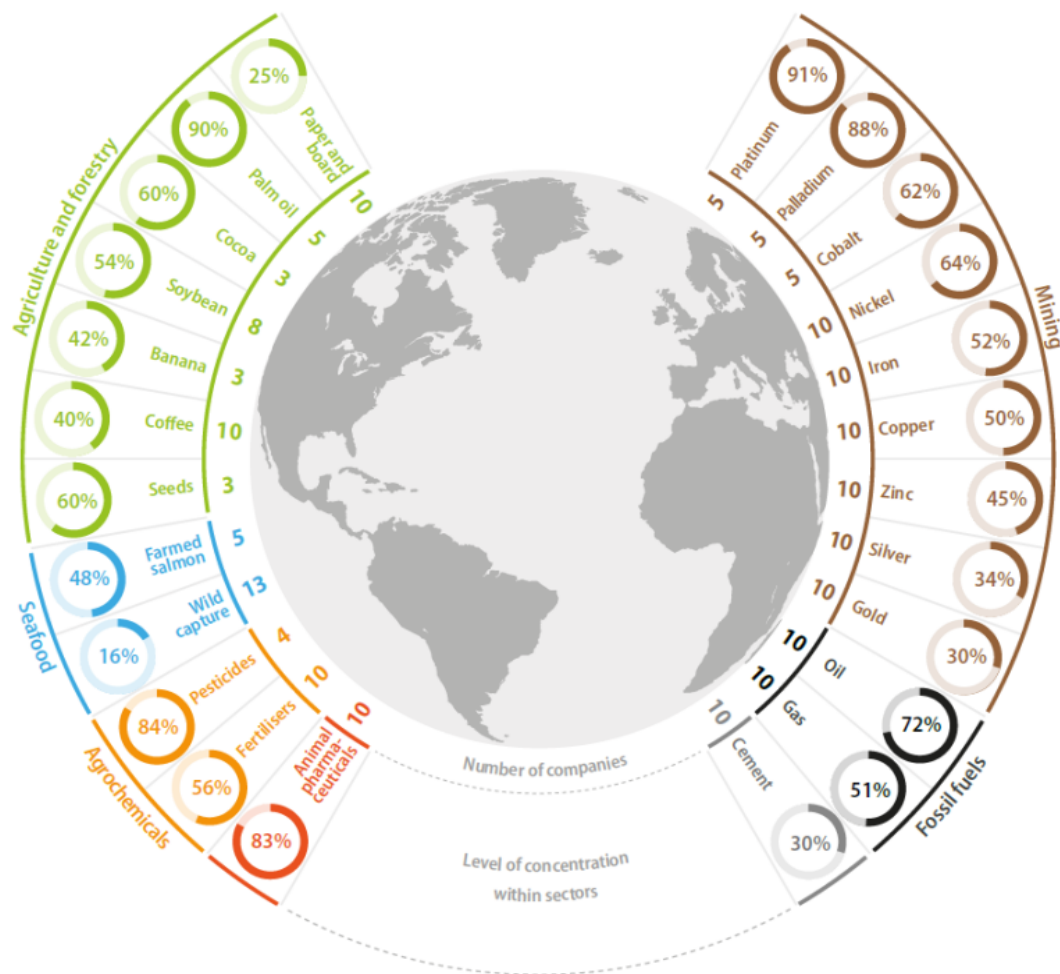 Agriculture and forestry
25%
Paper and
board
10
90%
Palm oil
5
60%
Cocoa
3
54%
Soybean
8
42%
Banana
3
40%
Coffee
10
60%
Seeds
3
Seafood
48%
Farmed
salmon
5
16%
Wild
capture
13
Agrochemicals
84%
Pesticides
4
56%
Fertilisers
10
83%
Animal
pharma-
ceuticals
10
Mining
91%
Platinum
5
88%
Palladium
5
62%
Cobalt
5
64%
Nickel
10
52%
Iron
10
50%
Copper
10
45%
Zinc
10
34%
Silver
10
30%
Gold
10
Fossil fuels
72%
Oil
10
51%
Gas
10
30%
Cement
10
Number of companies
Level of concentration
within sectors